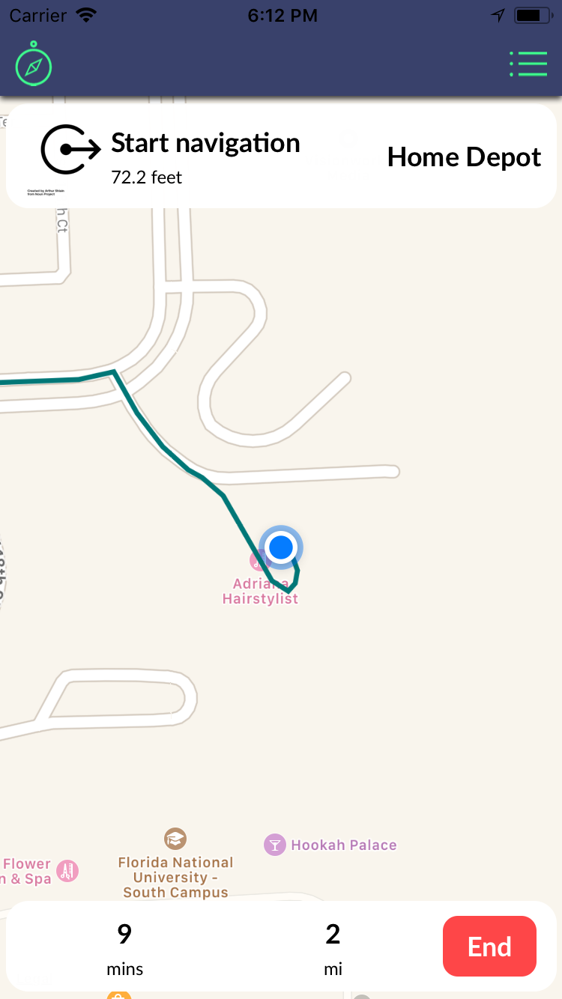 Carrier 6:12 PM
Te
Start navigation
72.2 feet
Home Depot
Created by Arthur Shlain
from Noun Project
h Ct
Adriana
Hairstylist
Hookah Palace
Flower
n & Spa
Florida National
University -
South Campus
9
mins
2
mi
End